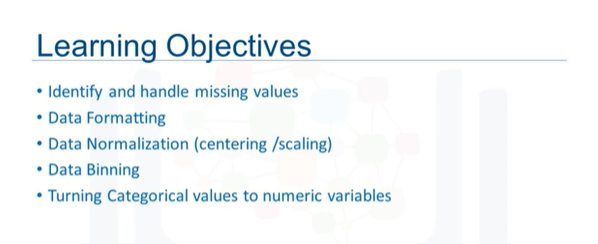 Learning Objectives
• Identify and handle missing values
• Data Formatting
• Data Normalization (centering /scaling)
• Data Binning
• Turning Categorical values to numeric variables